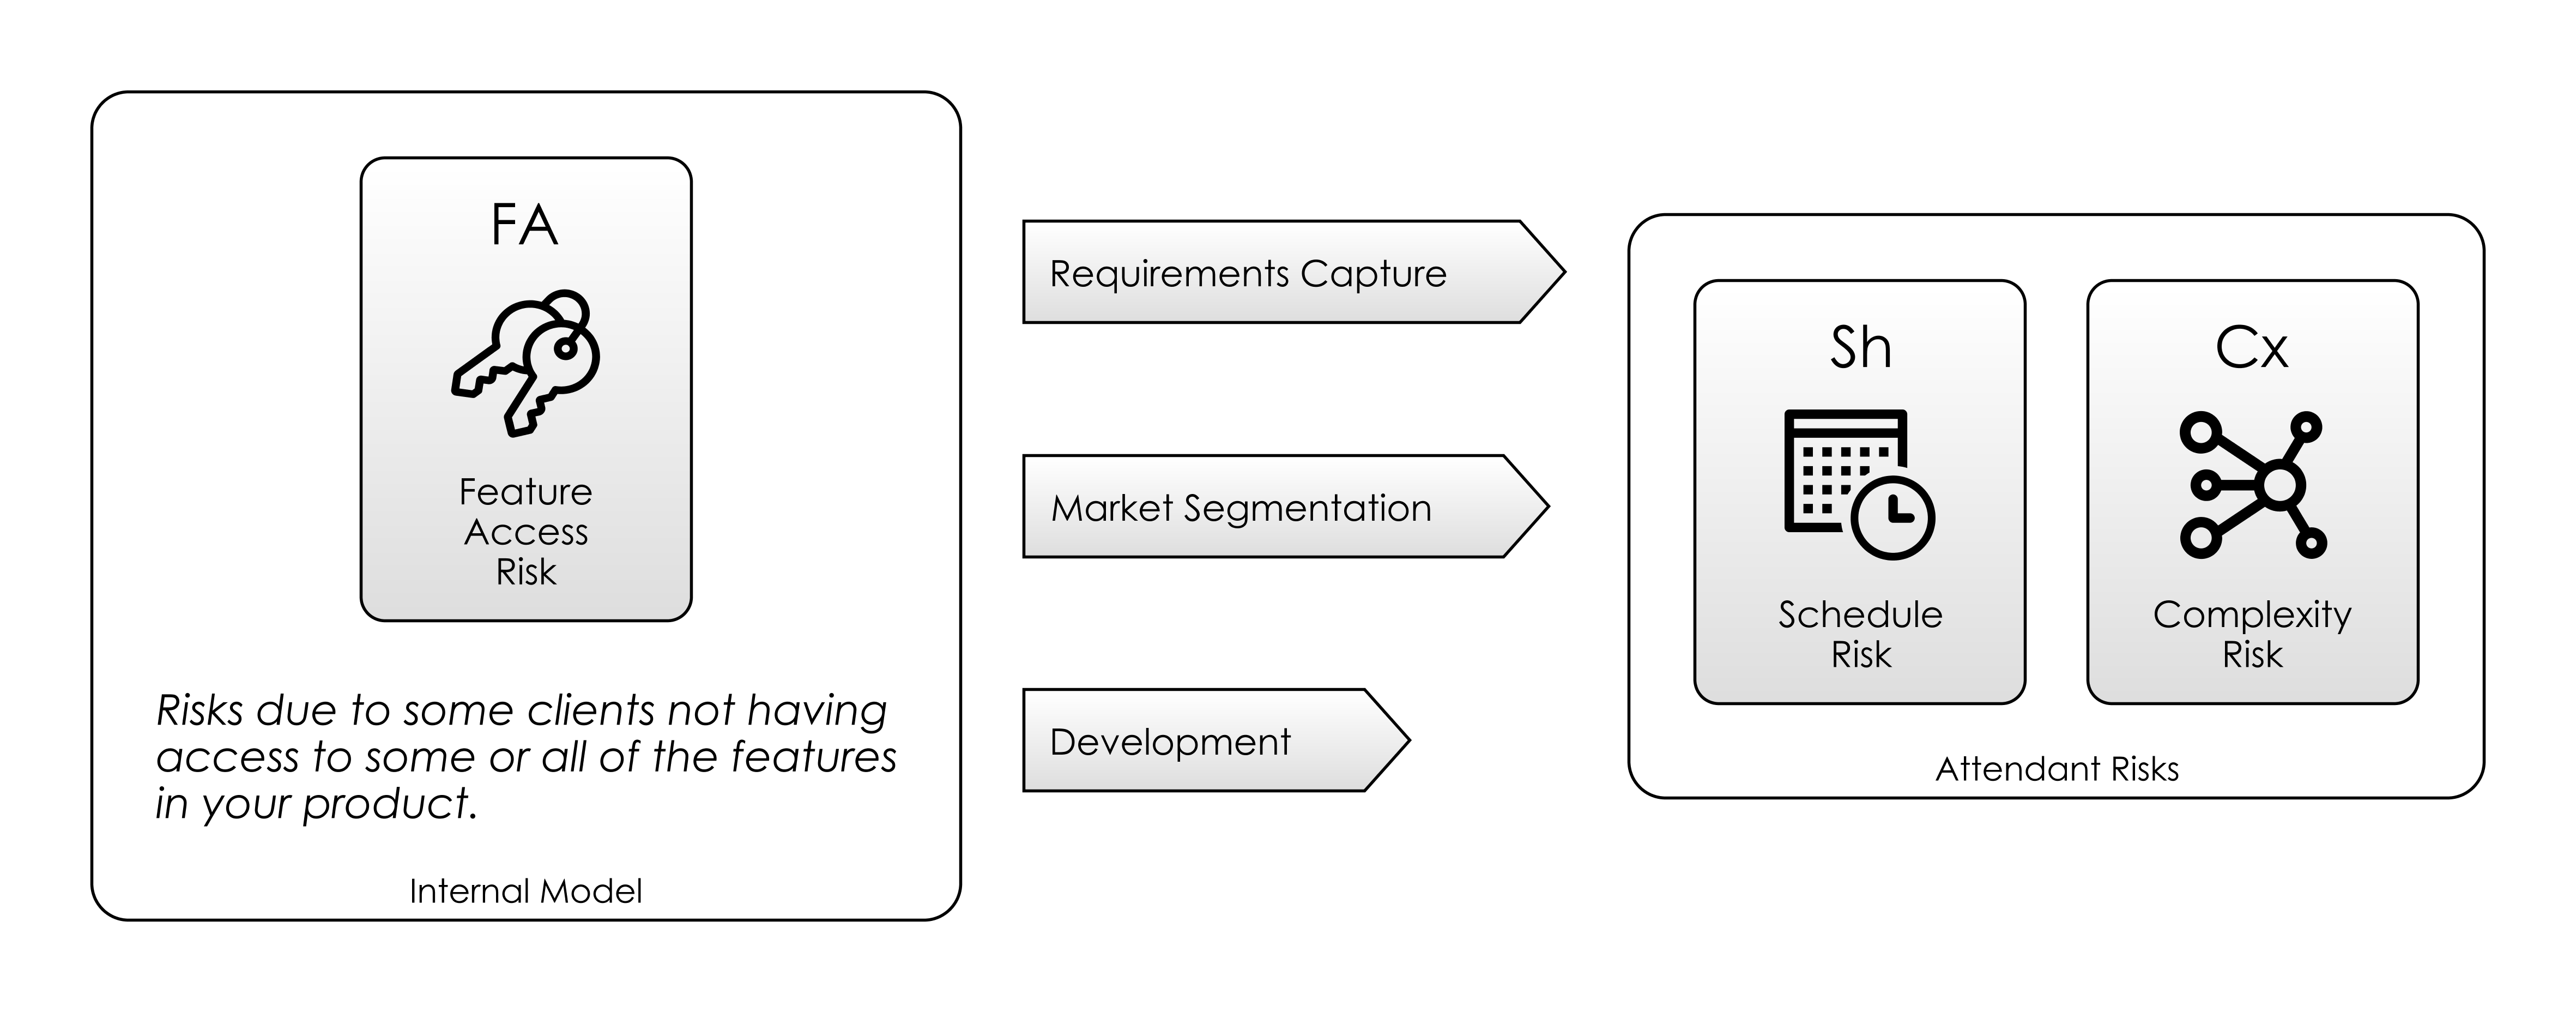 FA
Feature
Access
Risk
Risks due to some clients not having
access to some or all of the features
in your product.
Internal Model
Requirements Capture
Market Segmentation
Development
Sh
Schedule
Risk
Cx
Complexity
Risk
Attendant Risks